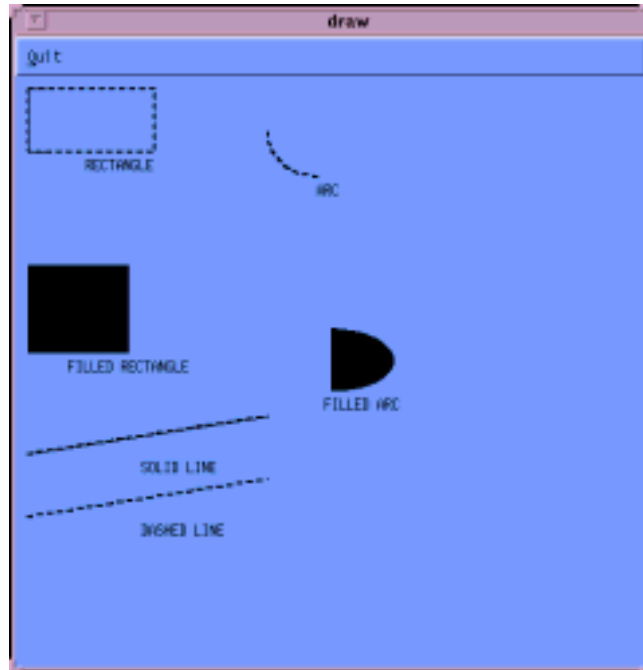 draw
Quit
RECTANGLE
ARC
FILLED RECTANGLE
FILLED ARC
SOLID LINE
DASHED LINE